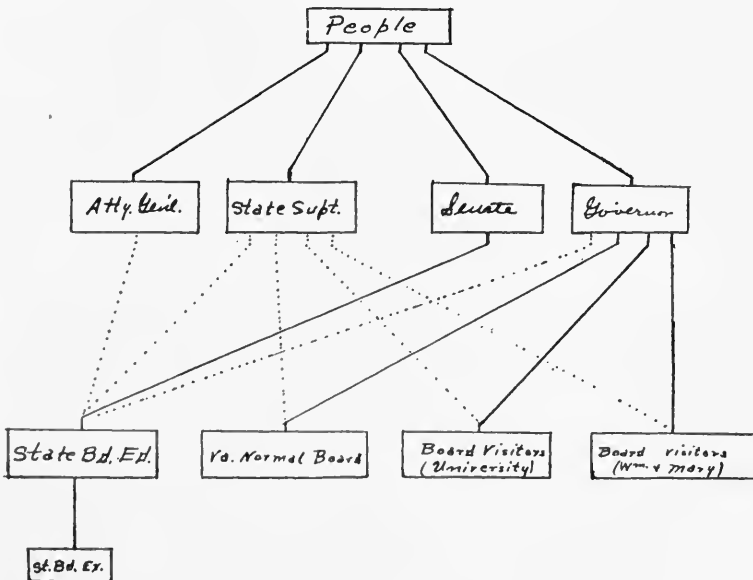 People
Atty. Genl.
State Supt.
Senate
Governor
State Bd. Ed.
Va. Normal Board
Board Visitors
(University)
Board Visitors
(Wm. & Mary)
St. Bd. Ex.